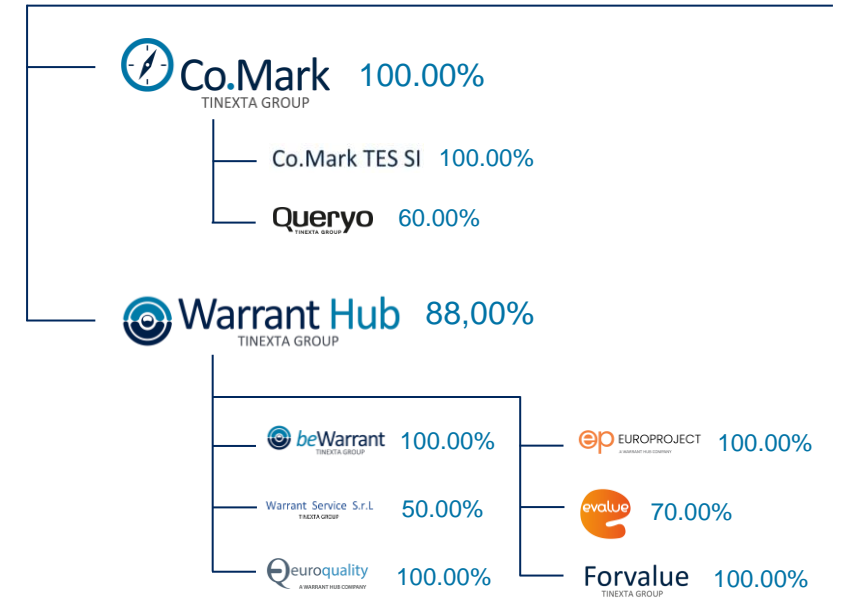 Co.Mark 100.00%
TINEXTA GROUP
Co.Mark TES SI 100.00%
Queryo 60.00%
TINEXTA GROUP
Warrant Hub 88,00%
TINEXTA GROUP
beWarrant 100.00%
TINEXTA GROUP
Warrant Service S.r.L 50.00%
TINEXTA GROUP
euroquality 100.00%
A WARRANT HUB COMPANY
ep EUROPROJECT 100.00%
A WARRANT HUB COMPANY
evalue 70.00%
Forvalue 100.00%
TINEXTA GROUP